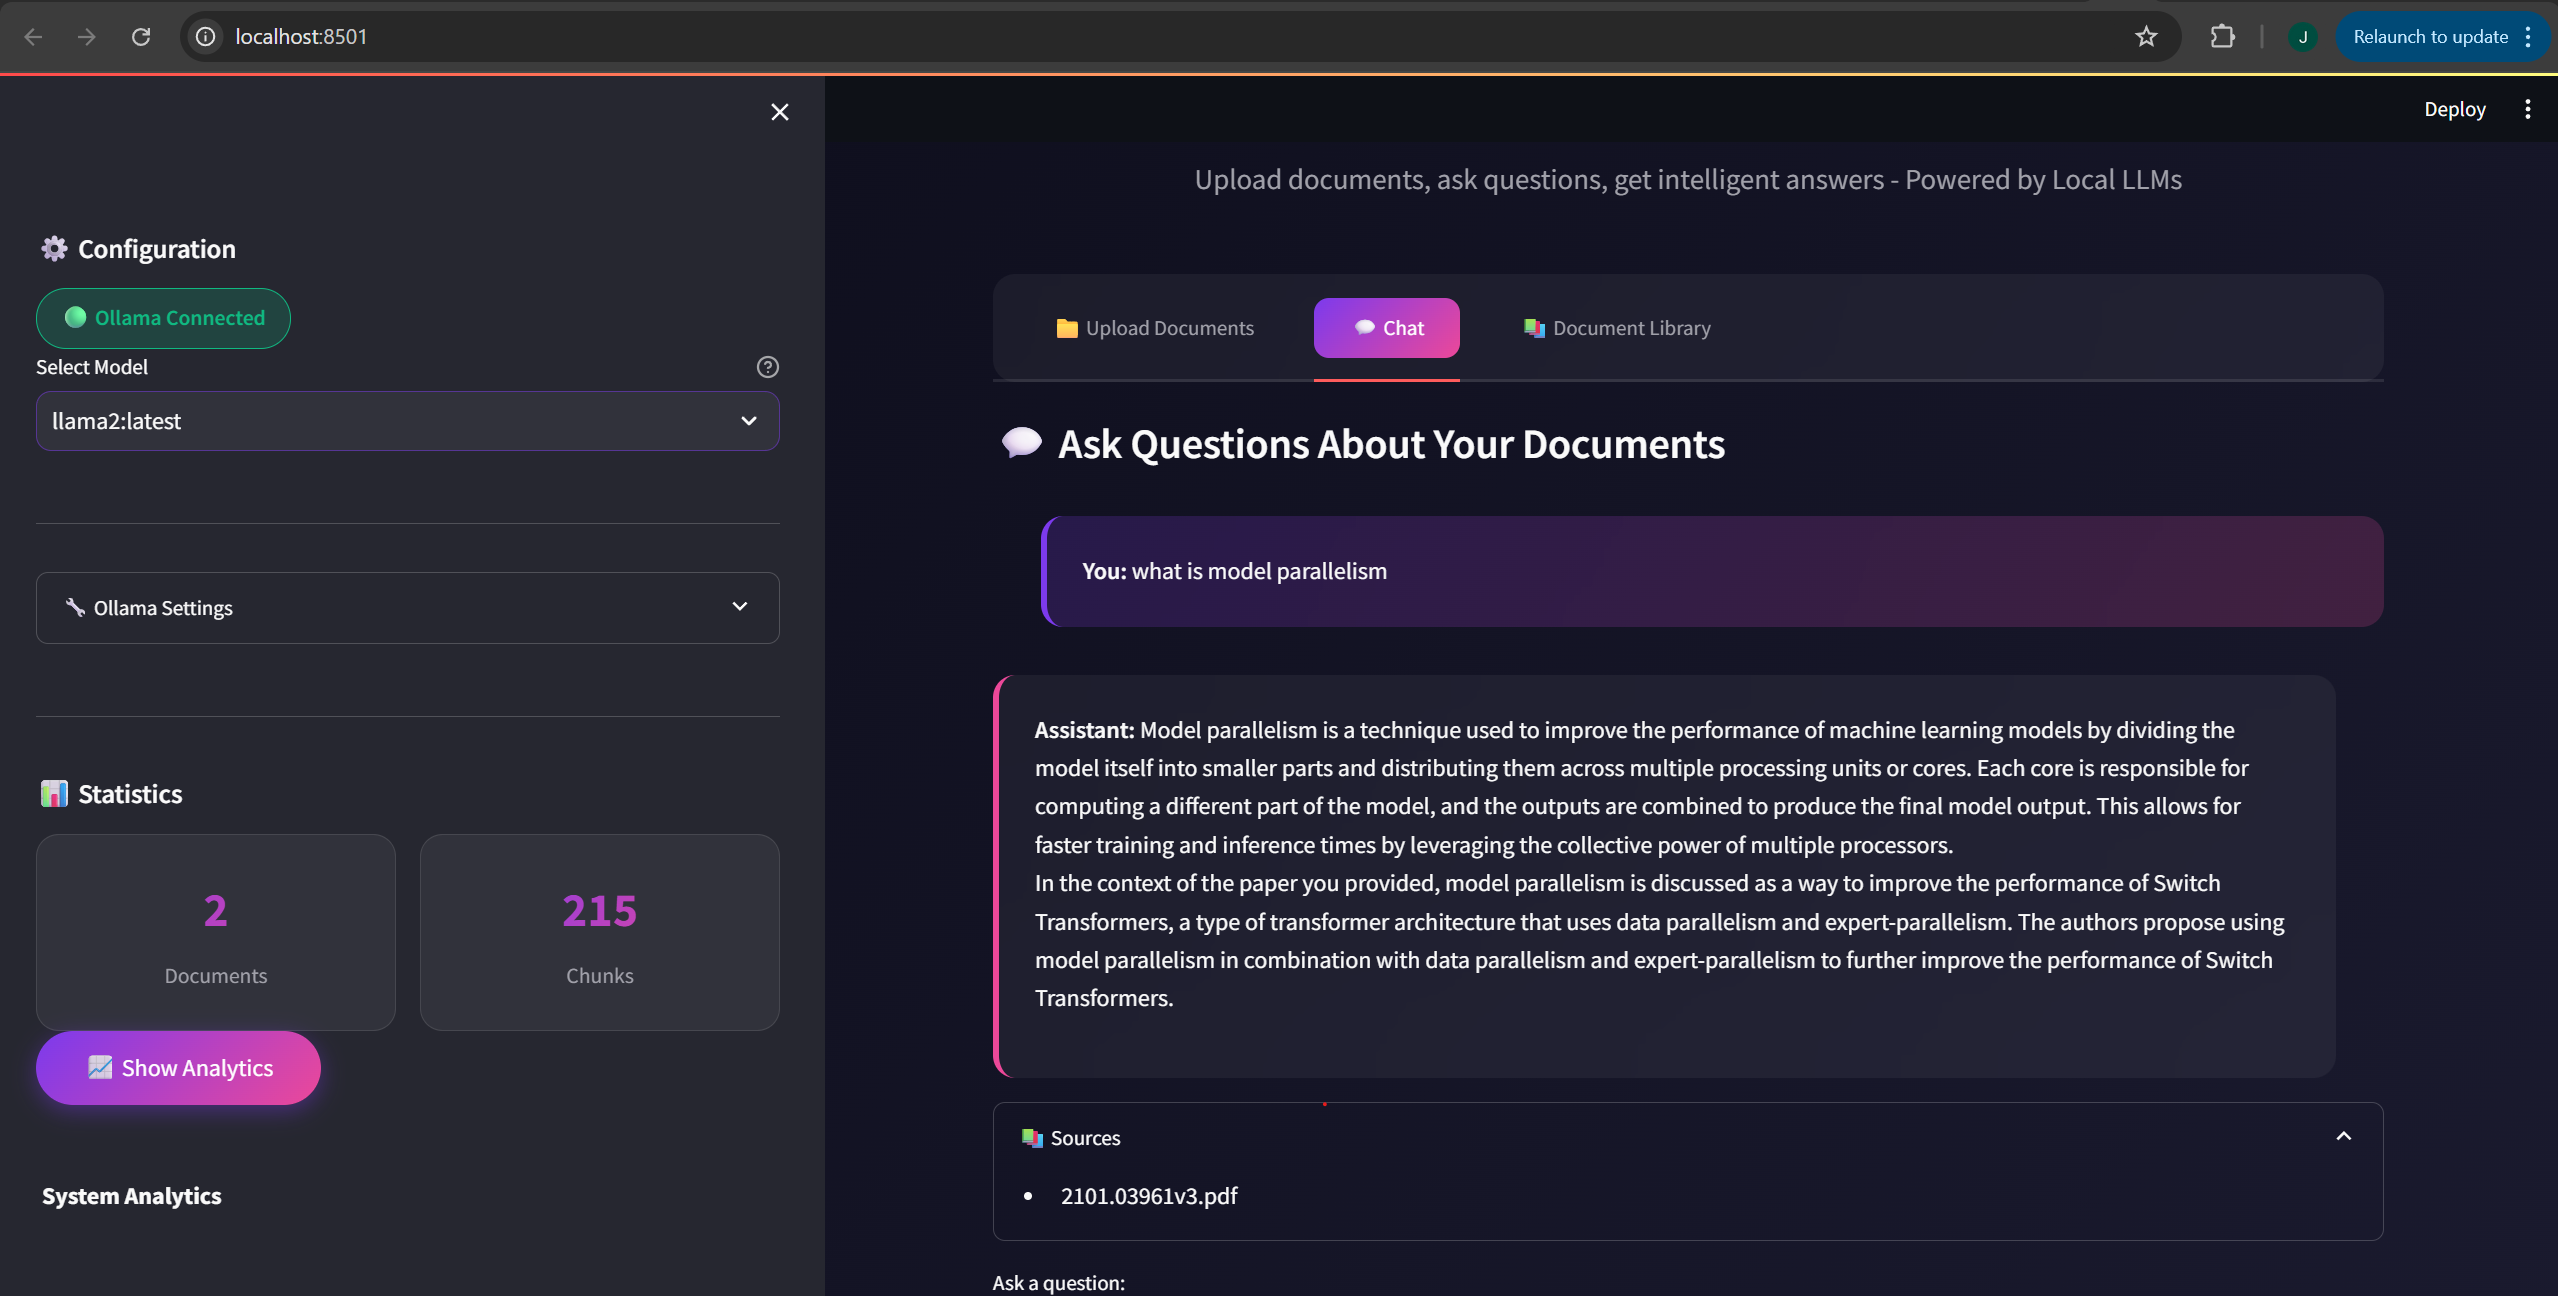 localhost:8501
J
Relaunch to update
Deploy
Configuration
Ollama Connected
Select Model
llama2:latest
Ollama Settings
Statistics
2
Documents
215
Chunks
Show Analytics
System Analytics
Upload documents, ask questions, get intelligent answers - Powered by Local LLMs
Upload Documents
Chat
Document Library
Ask Questions About Your Documents
You: what is model parallelism
Assistant: Model parallelism is a technique used to improve the performance of machine learning models by dividing the
model itself into smaller parts and distributing them across multiple processing units or cores. Each core is responsible for
computing a different part of the model, and the outputs are combined to produce the final model output. This allows for
faster training and inference times by leveraging the collective power of multiple processors.
In the context of the paper you provided, model parallelism is discussed as a way to improve the performance of Switch
Transformers, a type of transformer architecture that uses data parallelism and expert-parallelism. The authors propose using
model parallelism in combination with data parallelism and expert-parallelism to further improve the performance of Switch
Transformers.
Sources
• 2101.03961v3.pdf
Ask a question: